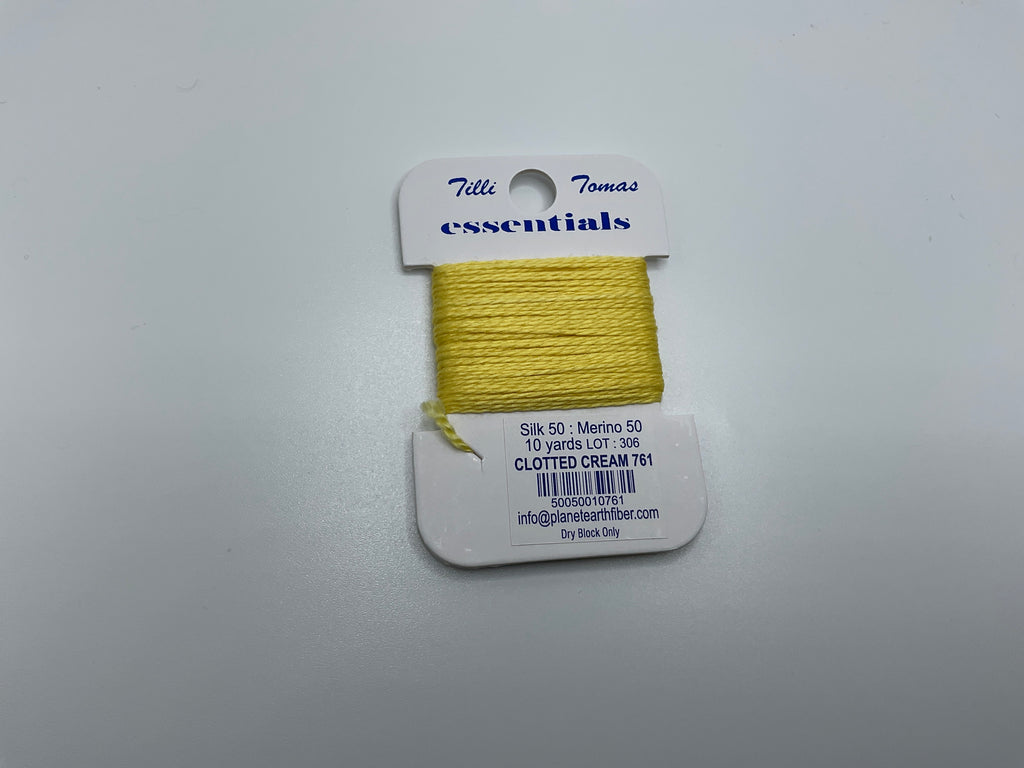 Tilli Tomas
essentials
Silk 50 : Merino 50
10 yards LOT : 306
CLOTTED CREAM 761
50050010761
info@planetearthfiber.com
Dry Block Only